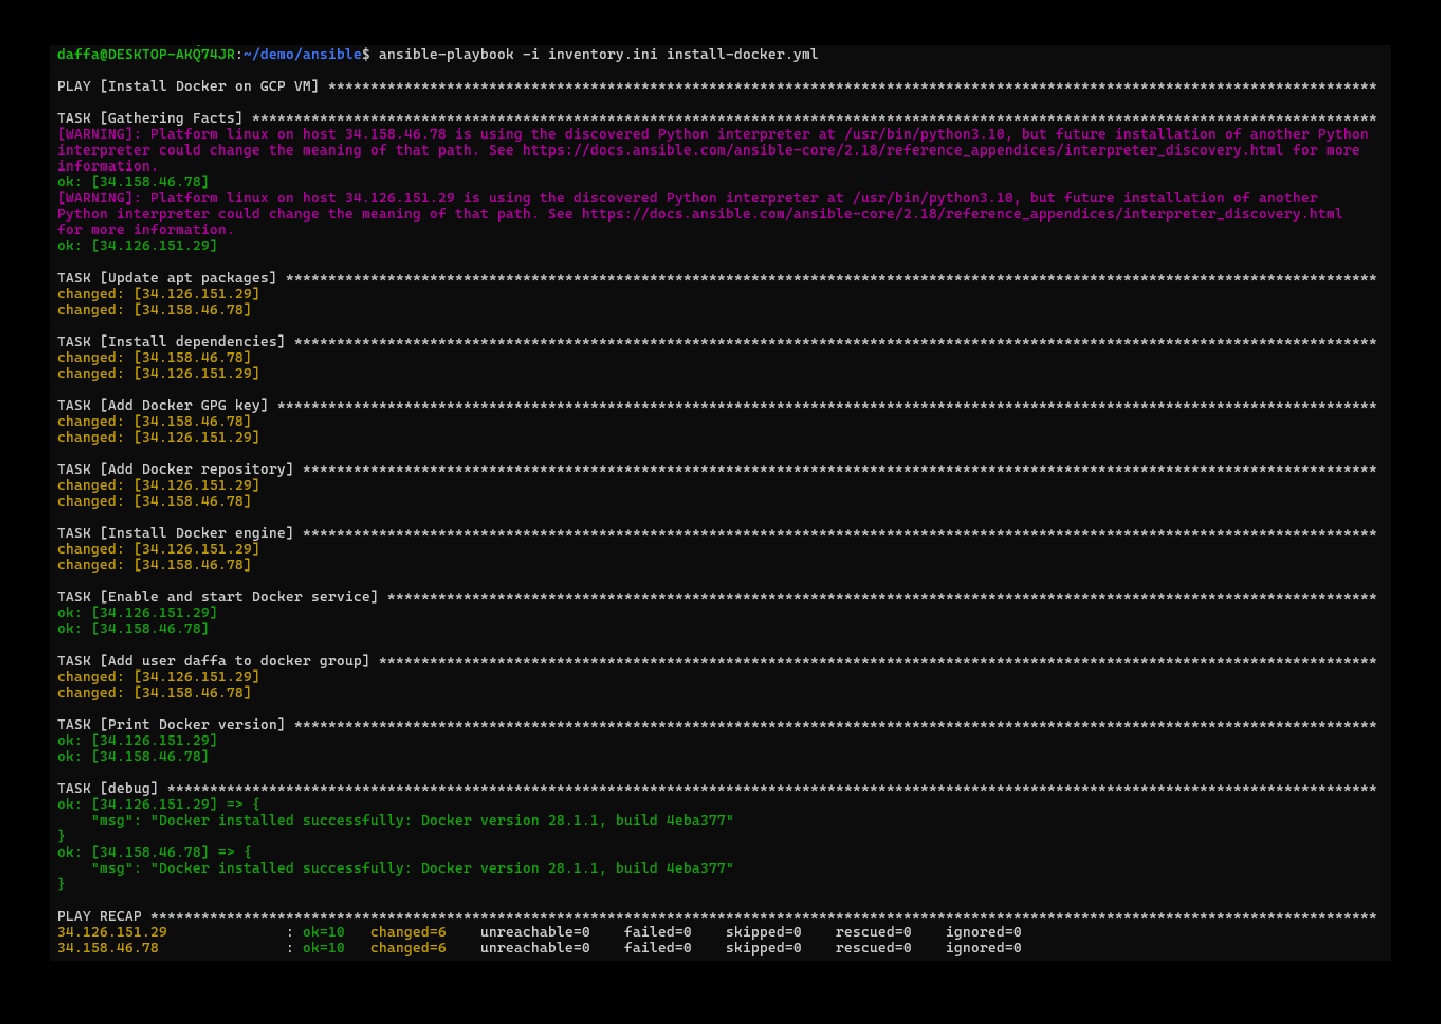 daffa@DESKTOP-AKQ74JR:~/demo/ansible$ ansible-playbook -i inventory.ini install-docker.yml
PLAY [Install Docker on GCP VM] ****************************************************************************************************************************
TASK [Gathering Facts] *************************************************************************************************************************************
[WARNING]: Platform linux on host 34.158.46.78 is using the discovered Python interpreter at /usr/bin/python3.10, but future installation of another Python
interpreter could change the meaning of that path. See https://docs.ansible.com/ansible-core/2.18/reference_appendices/interpreter_discovery.html for more
information.
ok: [34.158.46.78]
[WARNING]: Platform linux on host 34.126.151.29 is using the discovered Python interpreter at /usr/bin/python3.10, but future installation of another
Python interpreter could change the meaning of that path. See https://docs.ansible.com/ansible-core/2.18/reference_appendices/interpreter_discovery.html
for more information.
ok: [34.126.151.29]
TASK [Update apt packages] *********************************************************************************************************************************
changed: [34.126.151.29]
changed: [34.158.46.78]
TASK [Install dependencies] ********************************************************************************************************************************
changed: [34.158.46.78]
changed: [34.126.151.29]
TASK [Add Docker GPG key] **********************************************************************************************************************************
changed: [34.158.46.78]
changed: [34.126.151.29]
TASK [Add Docker repository] *******************************************************************************************************************************
changed: [34.126.151.29]
changed: [34.158.46.78]
TASK [Install Docker engine] *******************************************************************************************************************************
changed: [34.126.151.29]
changed: [34.158.46.78]
TASK [Enable and start Docker service] *********************************************************************************************************************
ok: [34.126.151.29]
ok: [34.158.46.78]
TASK [Add user daffa to docker group] **********************************************************************************************************************
changed: [34.126.151.29]
changed: [34.158.46.78]
TASK [Print Docker version] ********************************************************************************************************************************
ok: [34.126.151.29]
ok: [34.158.46.78]
TASK [debug] ***********************************************************************************************************************************************
ok: [34.126.151.29] => {
    "msg": "Docker installed successfully: Docker version 28.1.1, build 4eba377"
}
ok: [34.158.46.78] => {
    "msg": "Docker installed successfully: Docker version 28.1.1, build 4eba377"
}
PLAY RECAP *************************************************************************************************************************************************
34.126.151.29              : ok=10   changed=6    unreachable=0    failed=0    skipped=0    rescued=0    ignored=0
34.158.46.78               : ok=10   changed=6    unreachable=0    failed=0    skipped=0    rescued=0    ignored=0